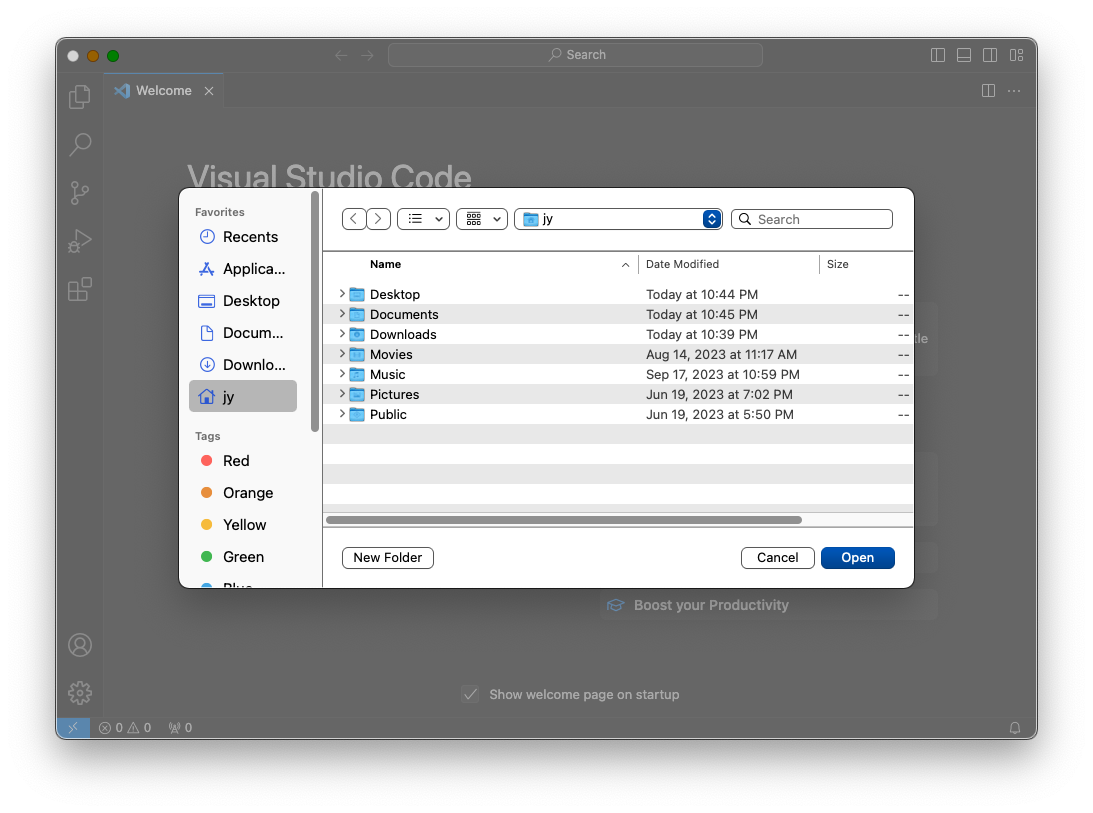 Search
Welcome
Visual Studio Code
Favorites
Recents
Applica...
Desktop
Docum...
Downlo...
jy
Tags
Red
Orange
Yellow
Green
Blue
jy
Search
Name Date Modified Size
Desktop Today at 10:44 PM --
Documents Today at 10:45 PM --
Downloads Today at 10:39 PM --
Movies Aug 14, 2023 at 11:17 AM --
Music Sep 17, 2023 at 10:59 PM --
Pictures Jun 19, 2023 at 7:02 PM --
Public Jun 19, 2023 at 5:50 PM --
New Folder Cancel Open
Boost your Productivity
Show welcome page on startup
0 0 0